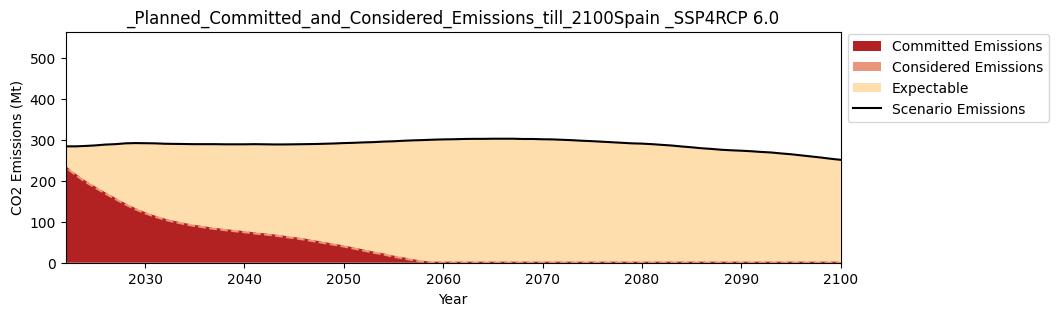 _Planned_Committed_and_Considered_Emissions_till_2100Spain _SSP4RCP 6.0
CO2 Emissions (Mt)
500
400
300
200
100
0
2030 2040 2050 2060 2070 2080 2090 2100
Year
Committed Emissions
Considered Emissions
Expectable
Scenario Emissions